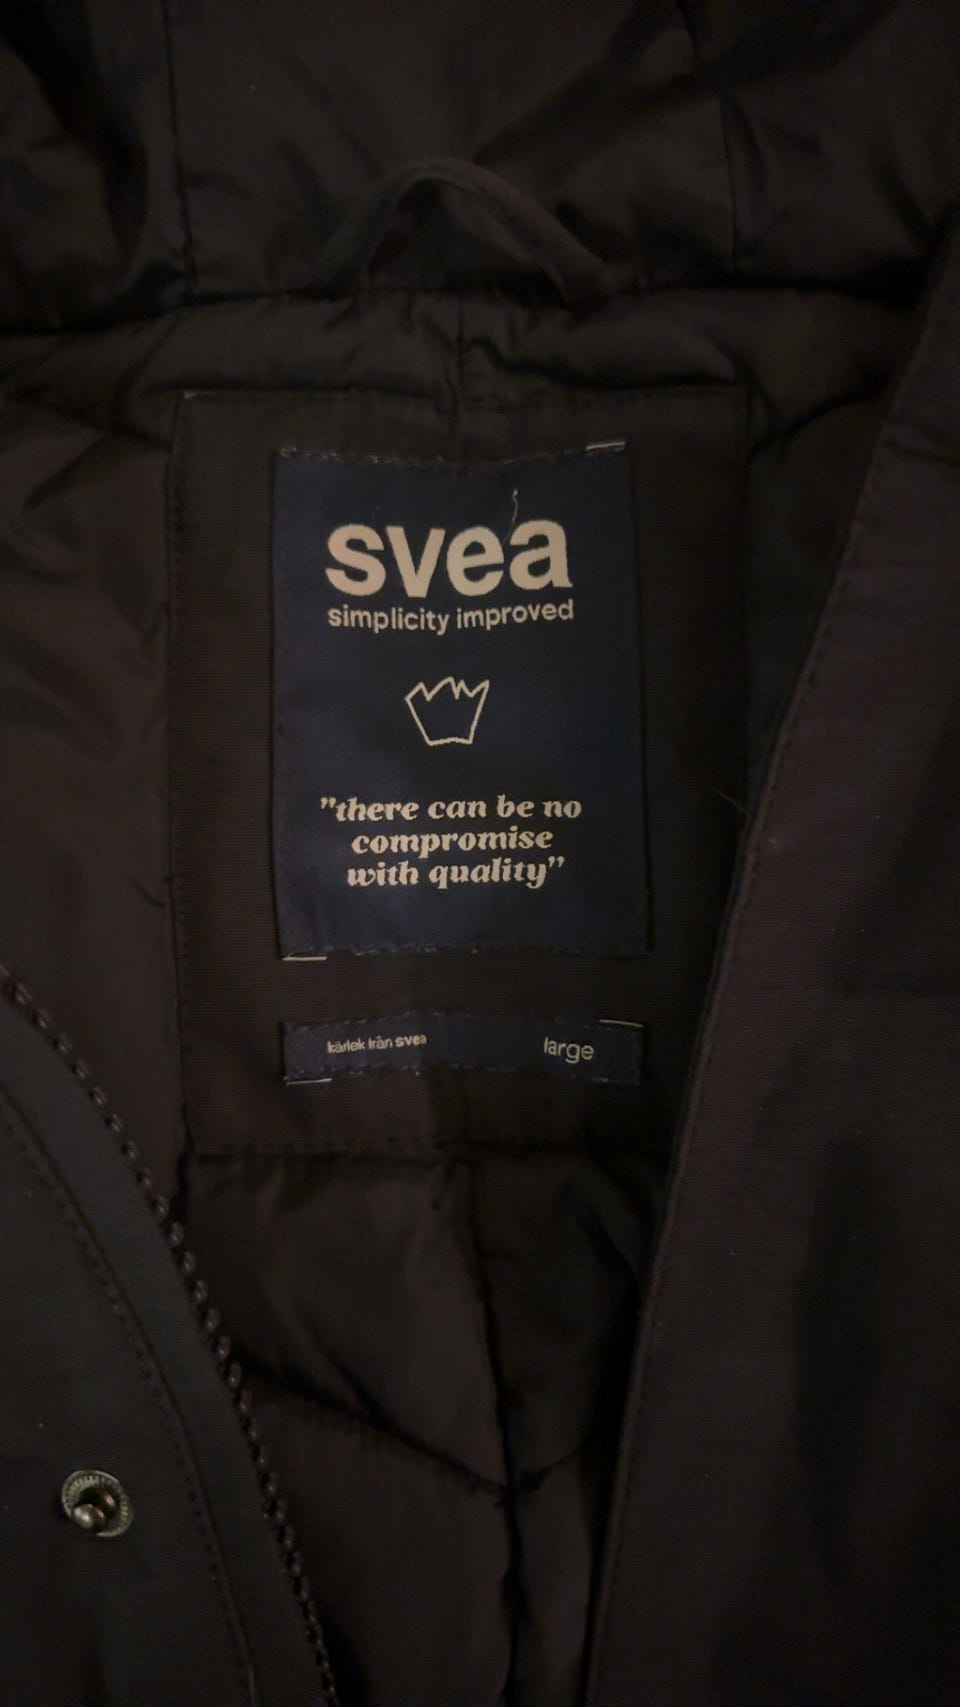 svea
simplicity improved
"there can be no
compromise
with quality"
kärlek från svea
large